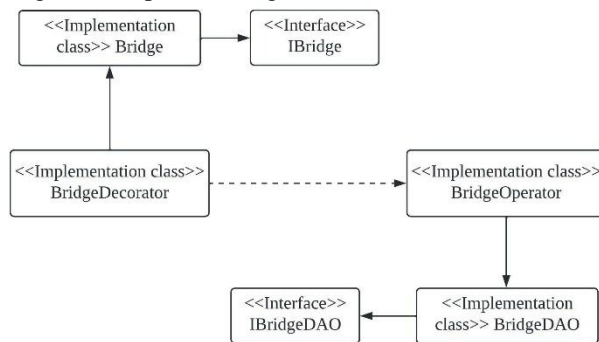 <<Implementation
class>> Bridge
<<Interface>>
IBridge
<<Implementation class>>
BridgeDecorator
<<Implementation class>>
BridgeOperator
<<Interface>>
IBridgeDAO
<<Implementation
class>> BridgeDAO